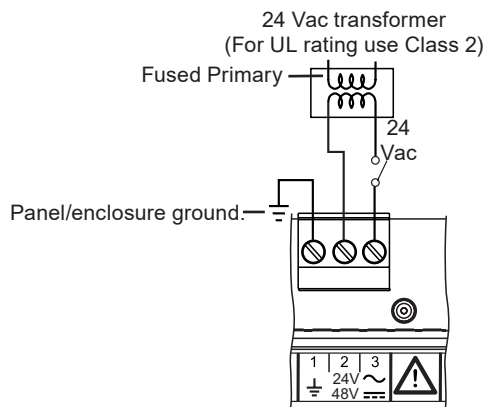 24 Vac transformer
(For UL rating use Class 2)
Fused Primary
24
Vac
Panel/enclosure ground.
1 2 3
24V
48V